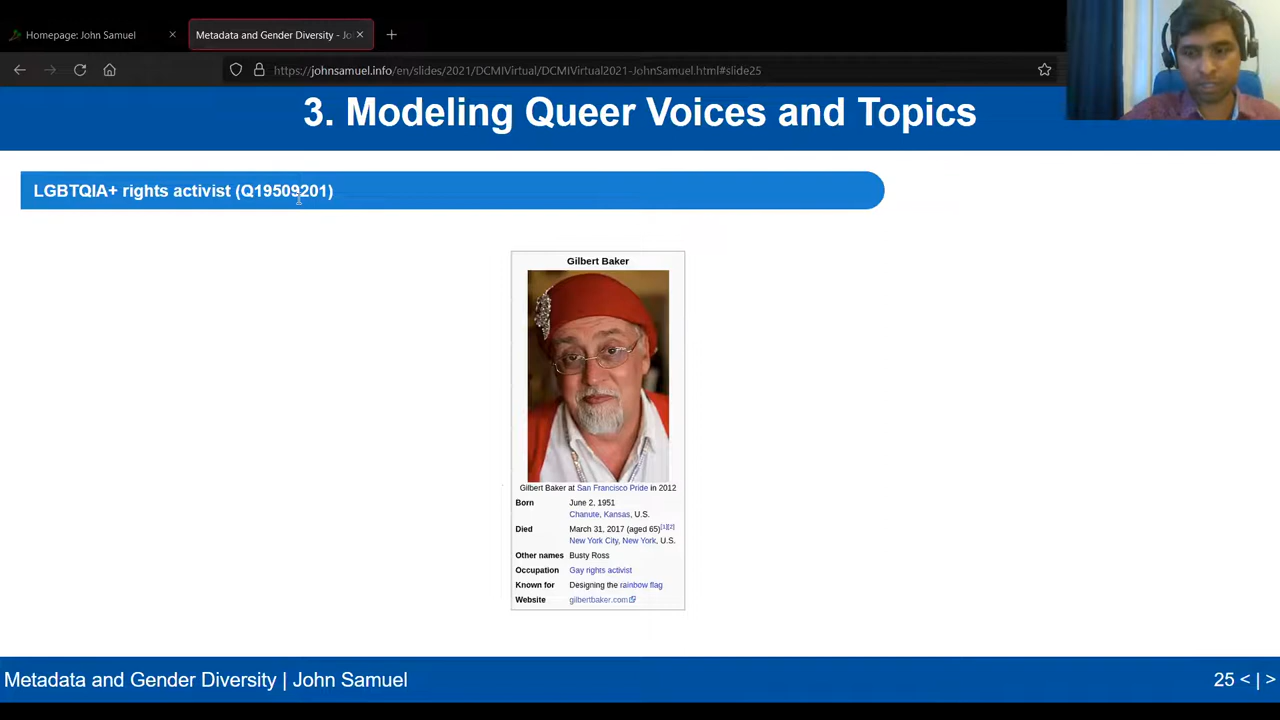 Homepage: John Samuel
Metadata and Gender Diversity - Jo
https://johnsamuel.info/en/slides/2021/DCMIVirtual/DCMIVirtual2021-JohnSamuel.html#slide25
3. Modeling Queer Voices and Topics
LGBTQIA+ rights activist (Q19509201)
Gilbert Baker
Gilbert Baker at San Francisco Pride in 2012
Born June 2, 1951
Chanute, Kansas, U.S.
Died March 31, 2017 (aged 65)[1][2]
New York City, New York, U.S.
Other names Busty Ross
Occupation Gay rights activist
Known for Designing the rainbow flag
Website gilbertbaker.com
Metadata and Gender Diversity | John Samuel
25 < | >